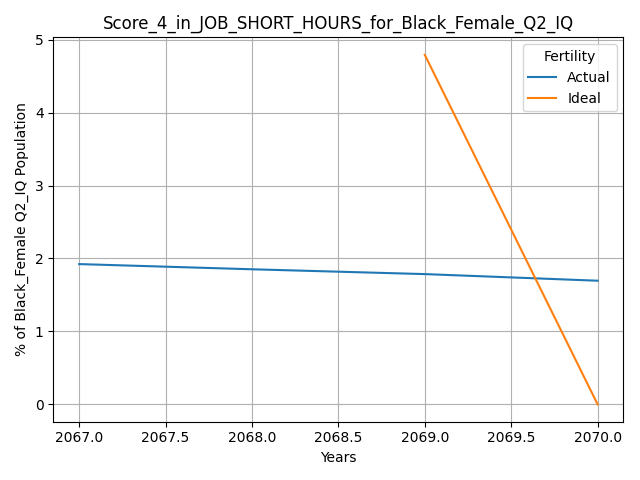 Score_4_in_JOB_SHORT_HOURS_for_Black_Female_Q2_IQ
Fertility
Actual
Ideal
% of Black_Female Q2_IQ Population
5
4
3
2
1
0
2067.0 2067.5 2068.0 2068.5 2069.0 2069.5 2070.0
Years